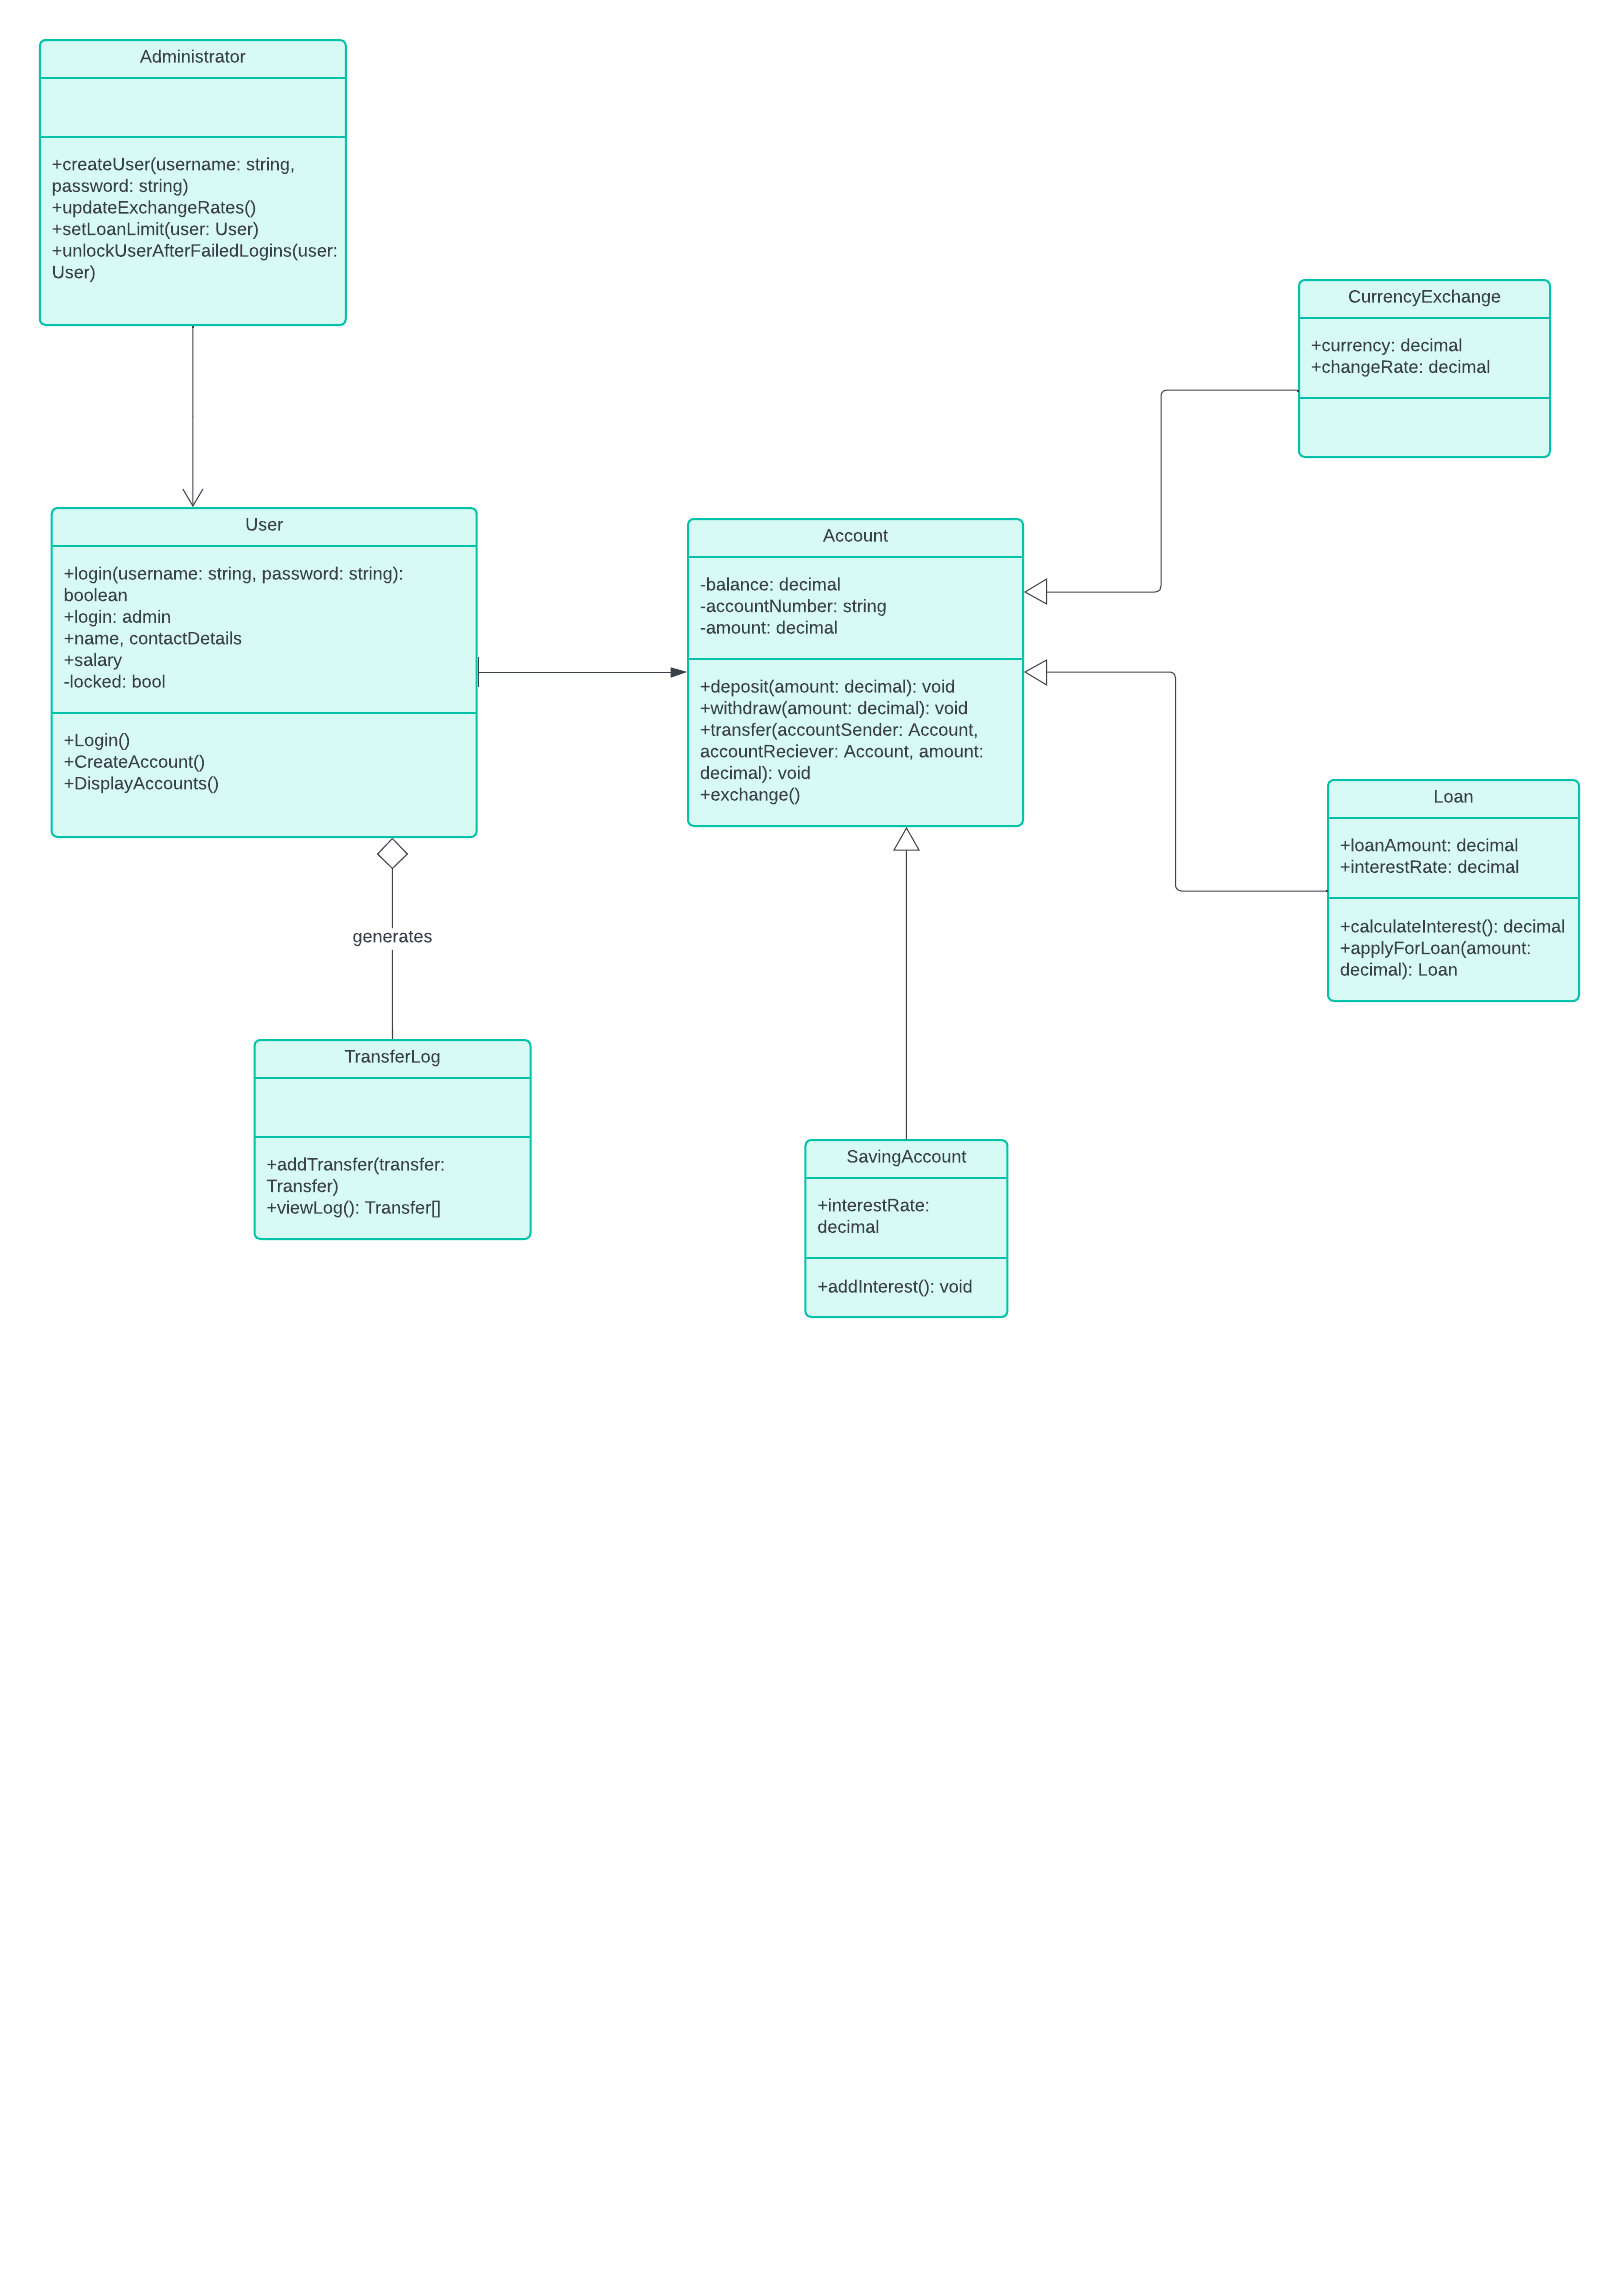 Administrator
+createUser(username: string,
password: string)
+updateExchangeRates()
+setLoanLimit(user: User)
+unlockUserAfterFailedLogins(user:
User)
CurrencyExchange
+currency: decimal
+changeRate: decimal
User
+login(username: string, password: string):
boolean
+login: admin
+name, contactDetails
+salary
-locked: bool
+Login()
+CreateAccount()
+DisplayAccounts()
Account
-balance: decimal
-accountNumber: string
-amount: decimal
+deposit(amount: decimal): void
+withdraw(amount: decimal): void
+transfer(accountSender: Account,
accountReciever: Account, amount:
decimal): void
+exchange()
Loan
+loanAmount: decimal
+interestRate: decimal
+calculateInterest(): decimal
+applyForLoan(amount:
decimal): Loan
generates
TransferLog
+addTransfer(transfer:
Transfer)
+viewLog(): Transfer[]
SavingAccount
+interestRate:
decimal
+addInterest(): void